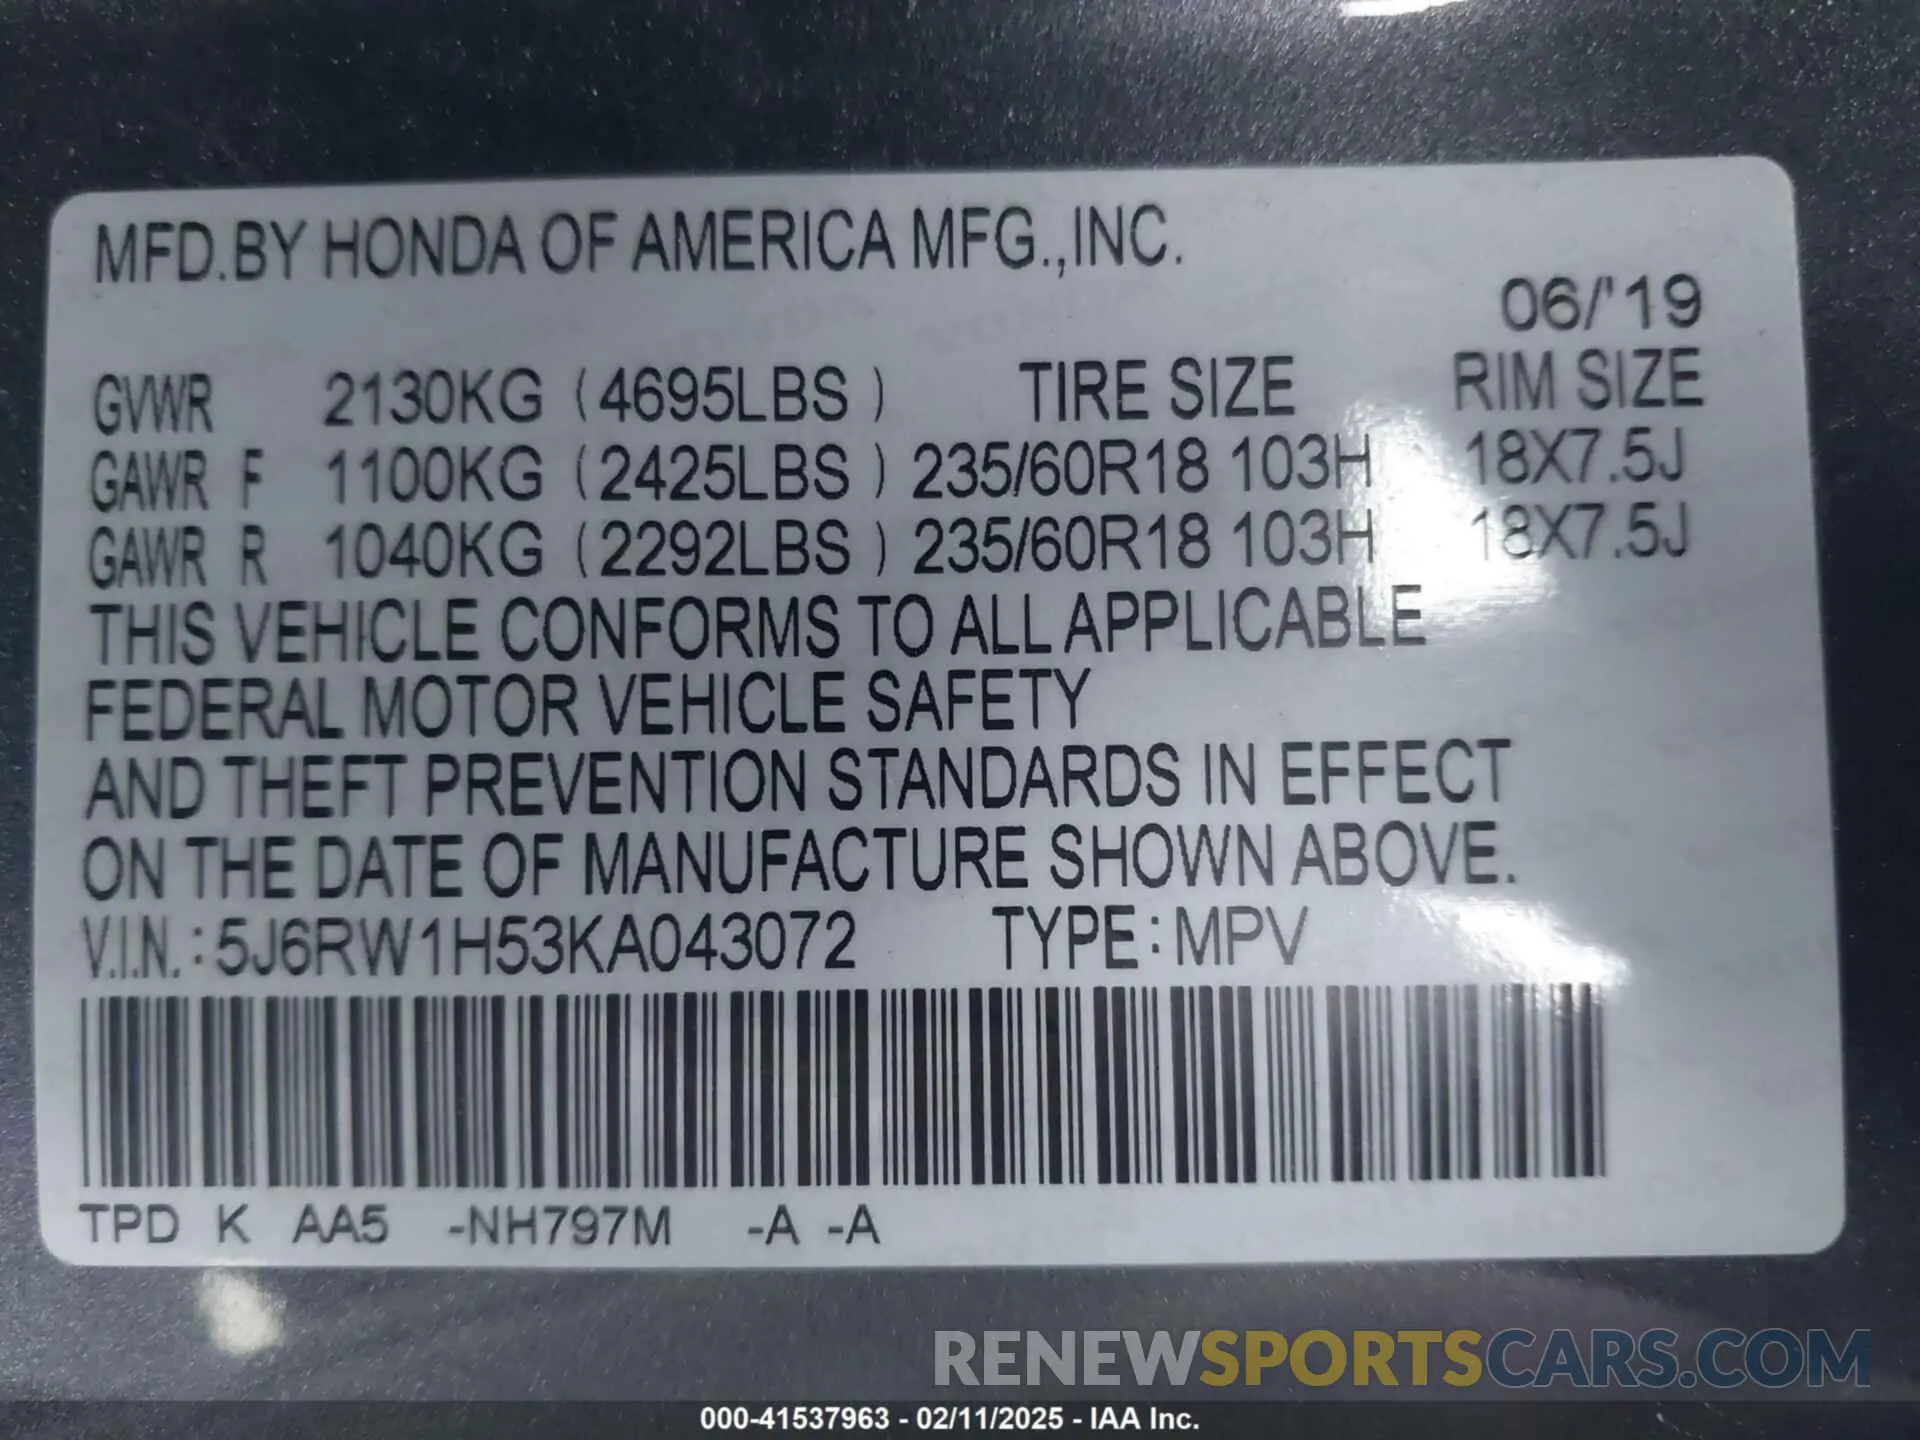 MFD.BY HONDA OF AMERICA MFG.,INC.
06/'19
GVWR 2130KG (4695LBS ) TIRE SIZE RIM SIZE
GAWR F 1100KG (2425LBS ) 235/60R18 103H 18X7.5J
GAWR R 1040KG (2292LBS ) 235/60R18 103H 18X7.5J
THIS VEHICLE CONFORMS TO ALL APPLICABLE
FEDERAL MOTOR VEHICLE SAFETY
AND THEFT PREVENTION STANDARDS IN EFFECT
ON THE DATE OF MANUFACTURE SHOWN ABOVE.
V.I.N.:5J6RW1H53KA043072 TYPE:MPV
TPD K AA5 -NH797M -A -A
RENEWSPORTSCARS.COM
000-41537963 - 02/11/2025 - IAA Inc.